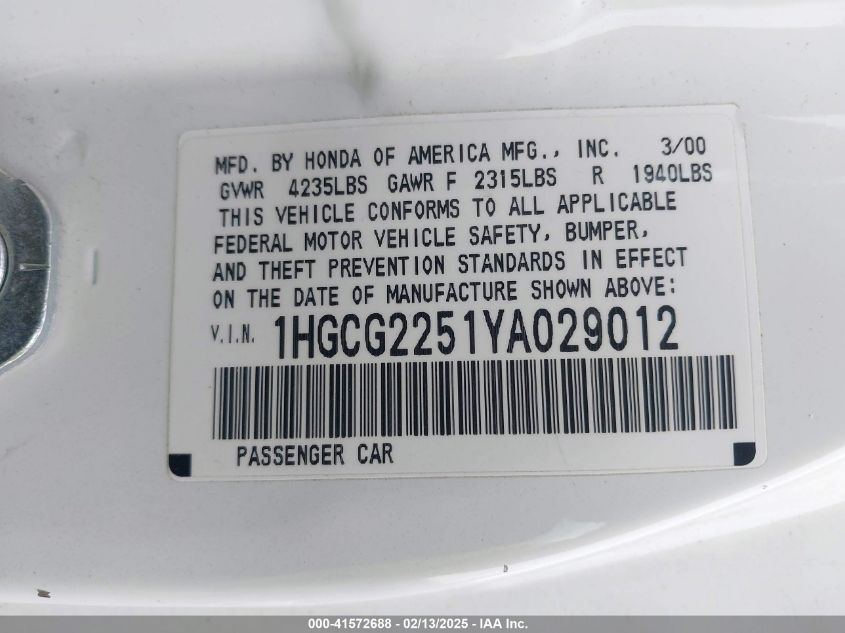 MFD. BY HONDA OF AMERICA MFG., INC. 3/00
GVWR 4235LBS GAWR F 2315LBS R 1940LBS
THIS VEHICLE CONFORMS TO ALL APPLICABLE
FEDERAL MOTOR VEHICLE SAFETY, BUMPER,
AND THEFT PREVENTION STANDARDS IN EFFECT
ON THE DATE OF MANUFACTURE SHOWN ABOVE:
V.I.N. 1HGCG2251YA029012
PASSENGER CAR
000-41572688 - 02/13/2025 - IAA Inc.